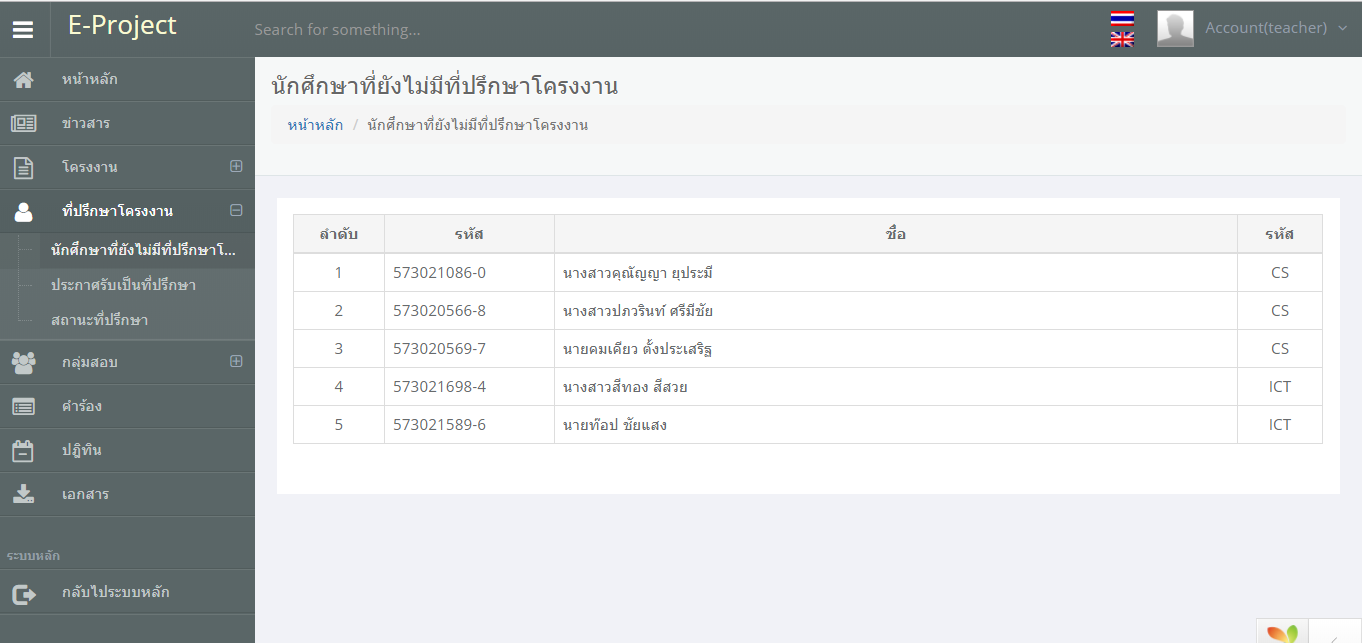 E-Project
Search for something...
Account(teacher)
หน้าหลัก
ข่าวสาร
โครงงาน
ที่ปรึกษาโครงงาน
นักศึกษาที่ยังไม่มีที่ปรึกษาโ...
ประกาศรับเป็นที่ปรึกษา
สถานะที่ปรึกษา
กลุ่มสอบ
คำร้อง
ปฏิทิน
เอกสาร
ระบบหลัก
กลับไประบบหลัก
นักศึกษาที่ยังไม่มีที่ปรึกษาโครงงาน
หน้าหลัก / นักศึกษาที่ยังไม่มีที่ปรึกษาโครงงาน
ลำดับ รหัส ชื่อ รหัส
1 573021086-0 นางสาวคุณัญญา ยุประมี CS
2 573020566-8 นางสาวปภวรินท์ ศรีมีชัย CS
3 573020569-7 นายคมเคียว ตั้งประเสริฐ CS
4 573021698-4 นางสาวสีทอง สีสวย ICT
5 573021589-6 นายท๊อป ชัยแสง ICT